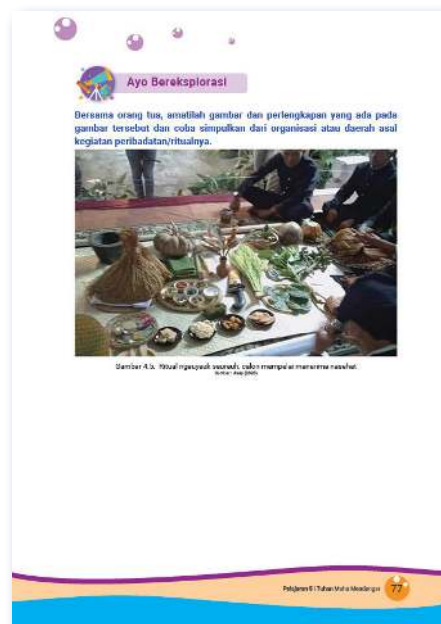 Ayo Bereksplorasi
Bersama orang tua, amatilah gambar dan perlengkapan yang ada pada
gambar tersebut dan coba simpulkan dari organisasi atau daerah asal
kegiatan peribadatan/ritualnya.
Gambar 4.5. Ritual ngeuyeuk seureuh, calon mempelai menerima nasehat
Pelajaran 5 | Tuhan Maha Mendengar 77